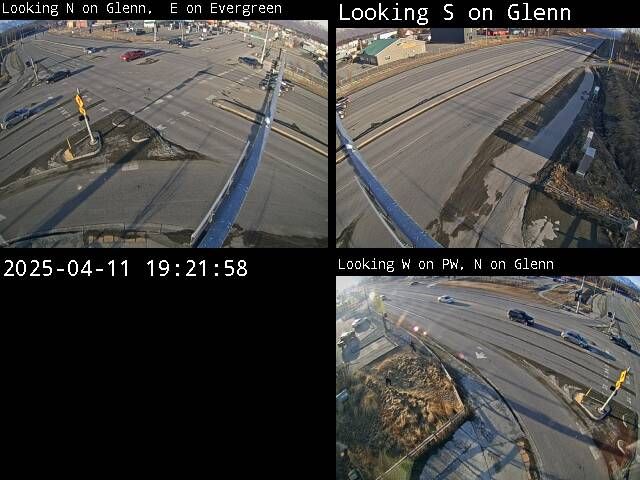 Looking N on Glenn,  E on Evergreen
Looking S on Glenn
2025-04-11 19:21:58
Looking W on PW, N on Glenn